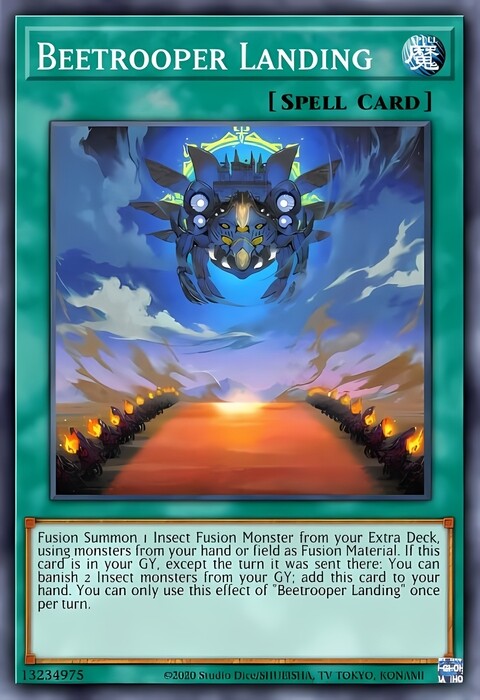 BEETROOPER LANDING
魔
[SPELL CARD]
Fusion Summon 1 Insect Fusion Monster from your Extra Deck,
using monsters from your hand or field as Fusion Material. If this
card is in your GY, except the turn it was sent there: You can
banish 2 Insect monsters from your GY; add this card to your
hand. You can only use this effect of "Beetrooper Landing" once
per turn.
13234975
©2020 Studio Dice/SHUEISHA, TV TOKYO, KONAMI